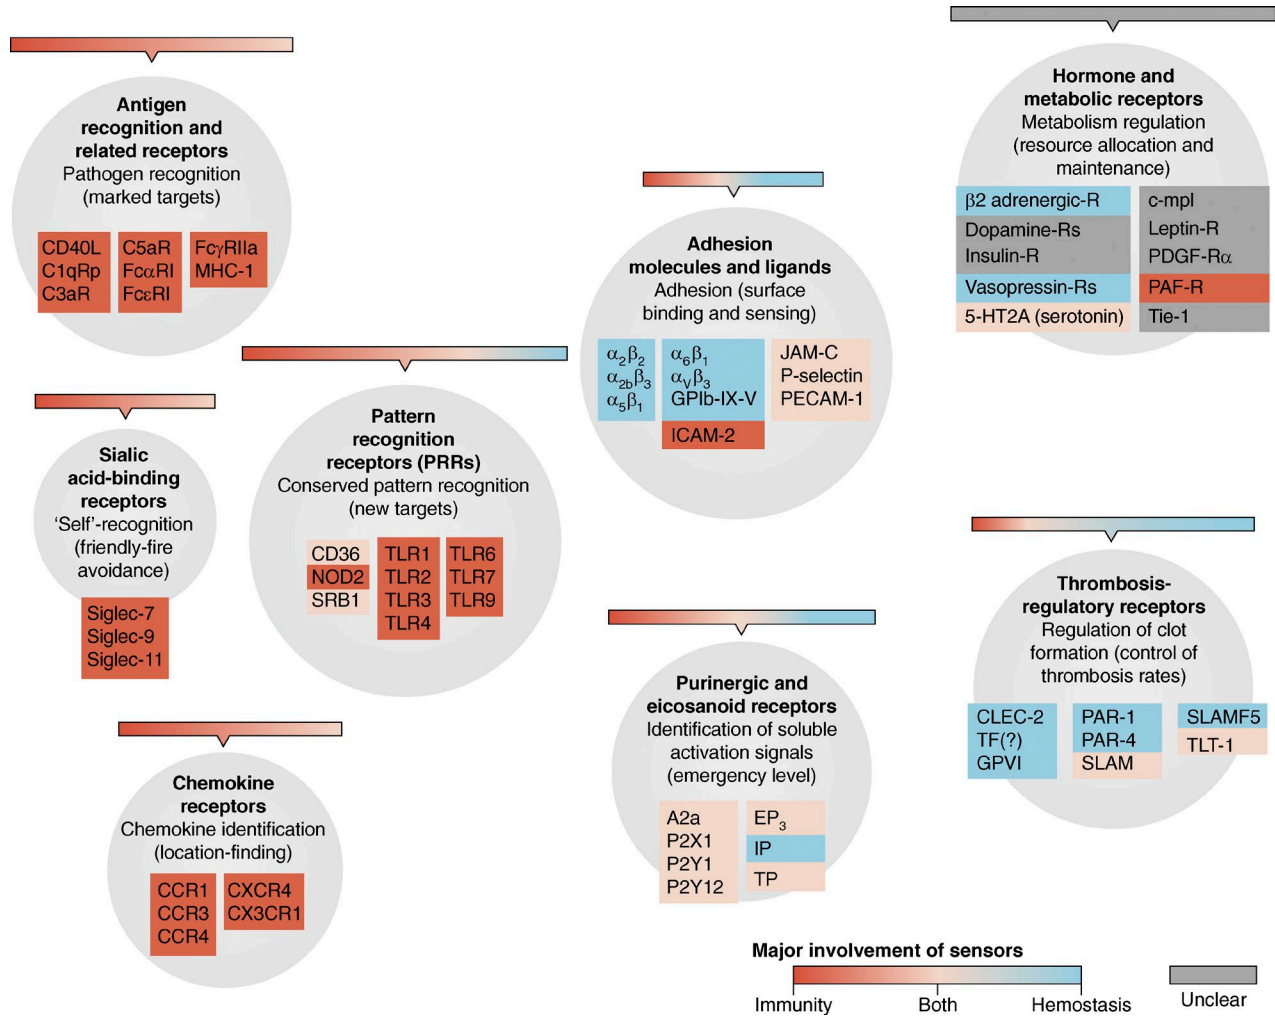 Antigen
recognition and
related receptors
Pathogen recognition
(marked targets)
CD40L
C1qRp
C3aR
C5aR
FcαRI
FcεRI
FcγRIIa
MHC-1
Sialic
acid-binding
receptors
‘Self’-recognition
(friendly-fire
avoidance)
Siglec-7
Siglec-9
Siglec-11
Pattern
recognition
receptors (PRRs)
Conserved pattern recognition
(new targets)
CD36
NOD2
SRB1
TLR1
TLR2
TLR3
TLR4
TLR6
TLR7
TLR9
Chemokine
receptors
Chemokine identification
(location-finding)
CCR1
CCR3
CCR4
CXCR4
CX3CR1
Adhesion
molecules and ligands
Adhesion (surface
binding and sensing)
α2β2
α2bβ3
α5β1
α6β1
αVβ3
GPIb-IX-V
ICAM-2
JAM-C
P-selectin
PECAM-1
Purinergic and
eicosanoid receptors
Identification of soluble
activation signals
(emergency level)
A2a
P2X1
P2Y1
P2Y12
EP3
IP
TP
Hormone and
metabolic receptors
Metabolism regulation
(resource allocation and
maintenance)
β2 adrenergic-R
Dopamine-Rs
Insulin-R
Vasopressin-Rs
5-HT2A (serotonin)
c-mpl
Leptin-R
PDGF-Rα
PAF-R
Tie-1
Thrombosis-
regulatory receptors
Regulation of clot
formation (control of
thrombosis rates)
CLEC-2
TF(?)
GPVI
PAR-1
PAR-4
SLAM
SLAMF5
TLT-1
Major involvement of sensors
Immunity Both Hemostasis
Unclear